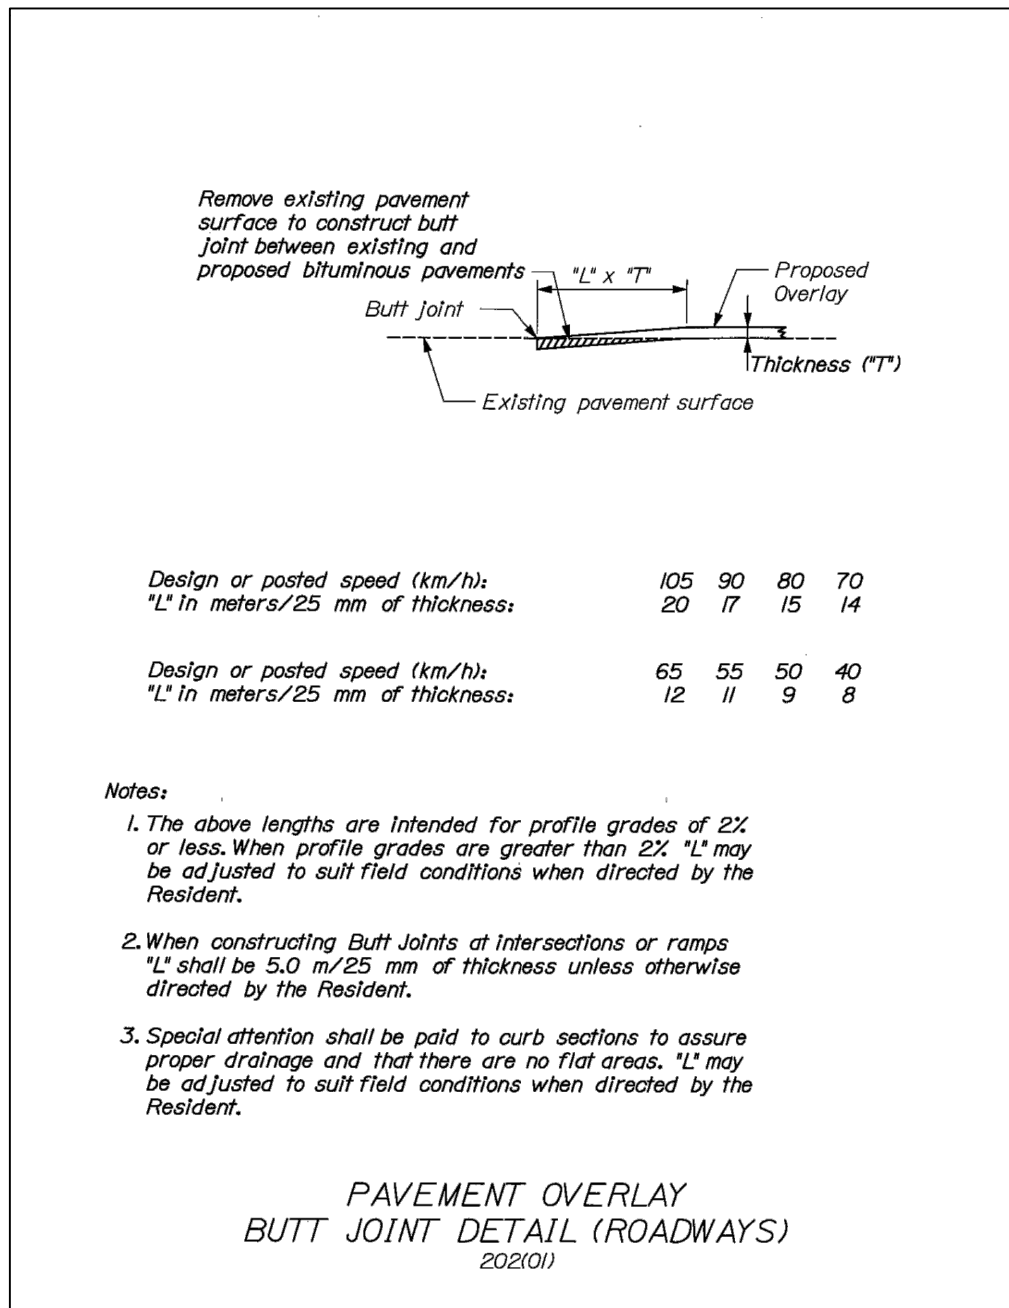 Remove existing pavement
surface to construct butt
joint between existing and
proposed bituminous pavements
"L" x "T"
Proposed
Overlay
Butt joint
Thickness ("T")
Existing pavement surface
Design or posted speed (km/h): 105 90 80 70
"L" in meters/25 mm of thickness: 20 17 15 14
Design or posted speed (km/h): 65 55 50 40
"L" in meters/25 mm of thickness: 12 11 9 8
Notes:
1. The above lengths are intended for profile grades of 2%
or less. When profile grades are greater than 2% "L" may
be adjusted to suit field conditions when directed by the
Resident.
2. When constructing Butt Joints at intersections or ramps
"L" shall be 5.0 m/25 mm of thickness unless otherwise
directed by the Resident.
3. Special attention shall be paid to curb sections to assure
proper drainage and that there are no flat areas. "L" may
be adjusted to suit field conditions when directed by the
Resident.
PAVEMENT OVERLAY
BUTT JOINT DETAIL (ROADWAYS)
202(01)